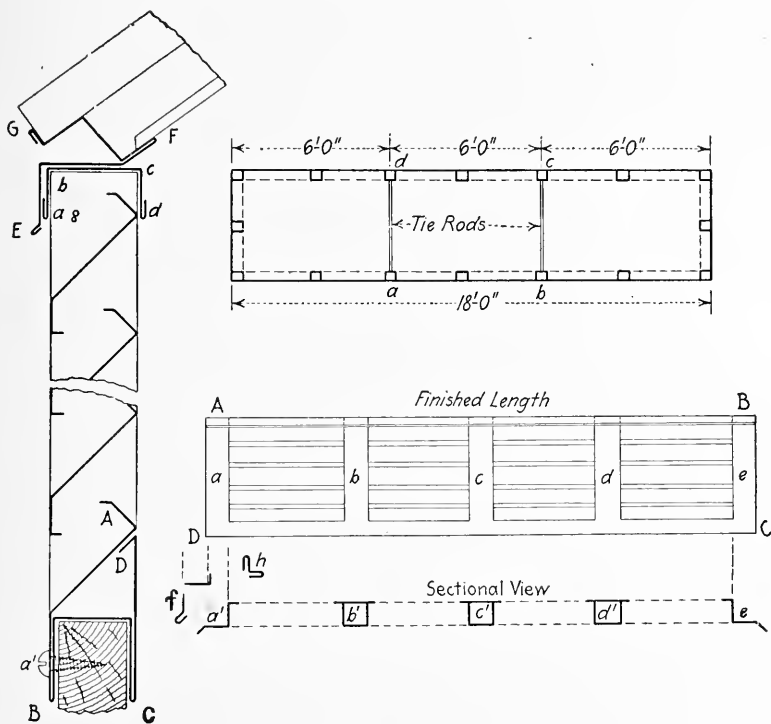 G
F
E
b
c
a 8
d
A
D
a'
B
C
6'0"
6'0"
6'0"
d
c
Tie Rods
a
b
18'0"
A
Finished Length
B
a
b
c
d
e
D
C
h
f
Sectional View
a'
b'
c'
d'
e